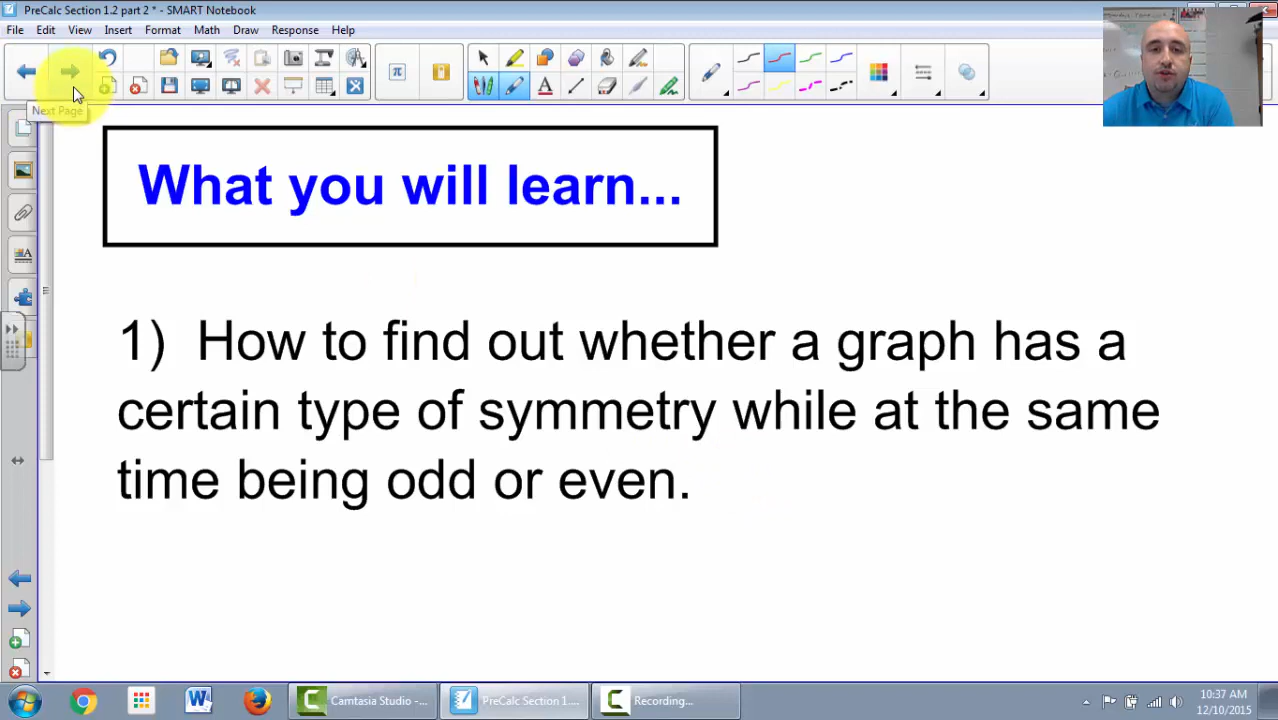 PreCalc Section 1.2 part 2 * - SMART Notebook
File Edit View Insert Format Math Draw Response Help
Next Page
What you will learn...
1) How to find out whether a graph has a
certain type of symmetry while at the same
time being odd or even.
Camtasia Studio -...
PreCalc Section 1....
Recording...
10:37 AM
12/10/2015